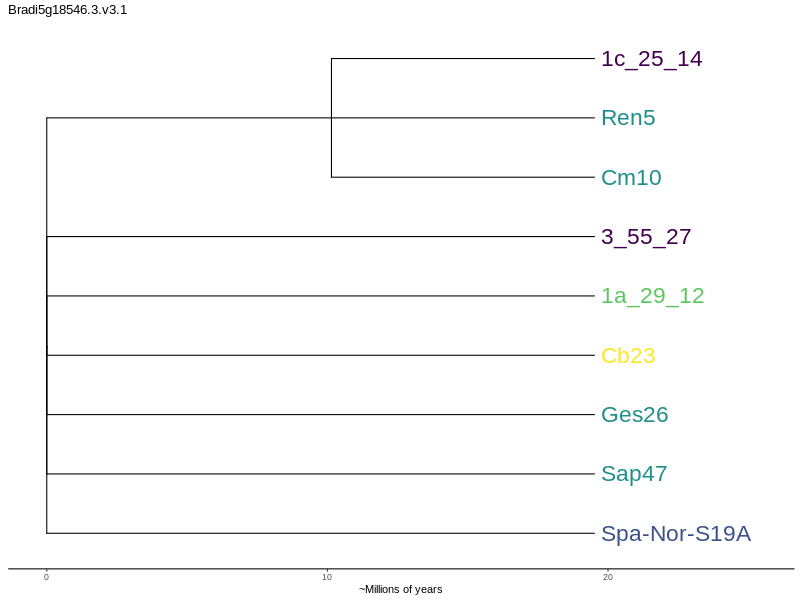 Bradi5g18546.3.v3.1
1c_25_14
Ren5
Cm10
3_55_27
1a_29_12
Cb23
Ges26
Sap47
Spa-Nor-S19A
0 10 20
~Millions of years